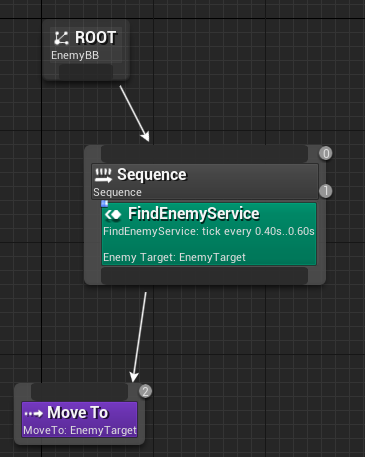 ROOT
EnemyBB
0
Sequence
Sequence
1
FindEnemyService
FindEnemyService: tick every 0.40s..0.60s
Enemy Target: EnemyTarget
2
Move To
MoveTo: EnemyTarget